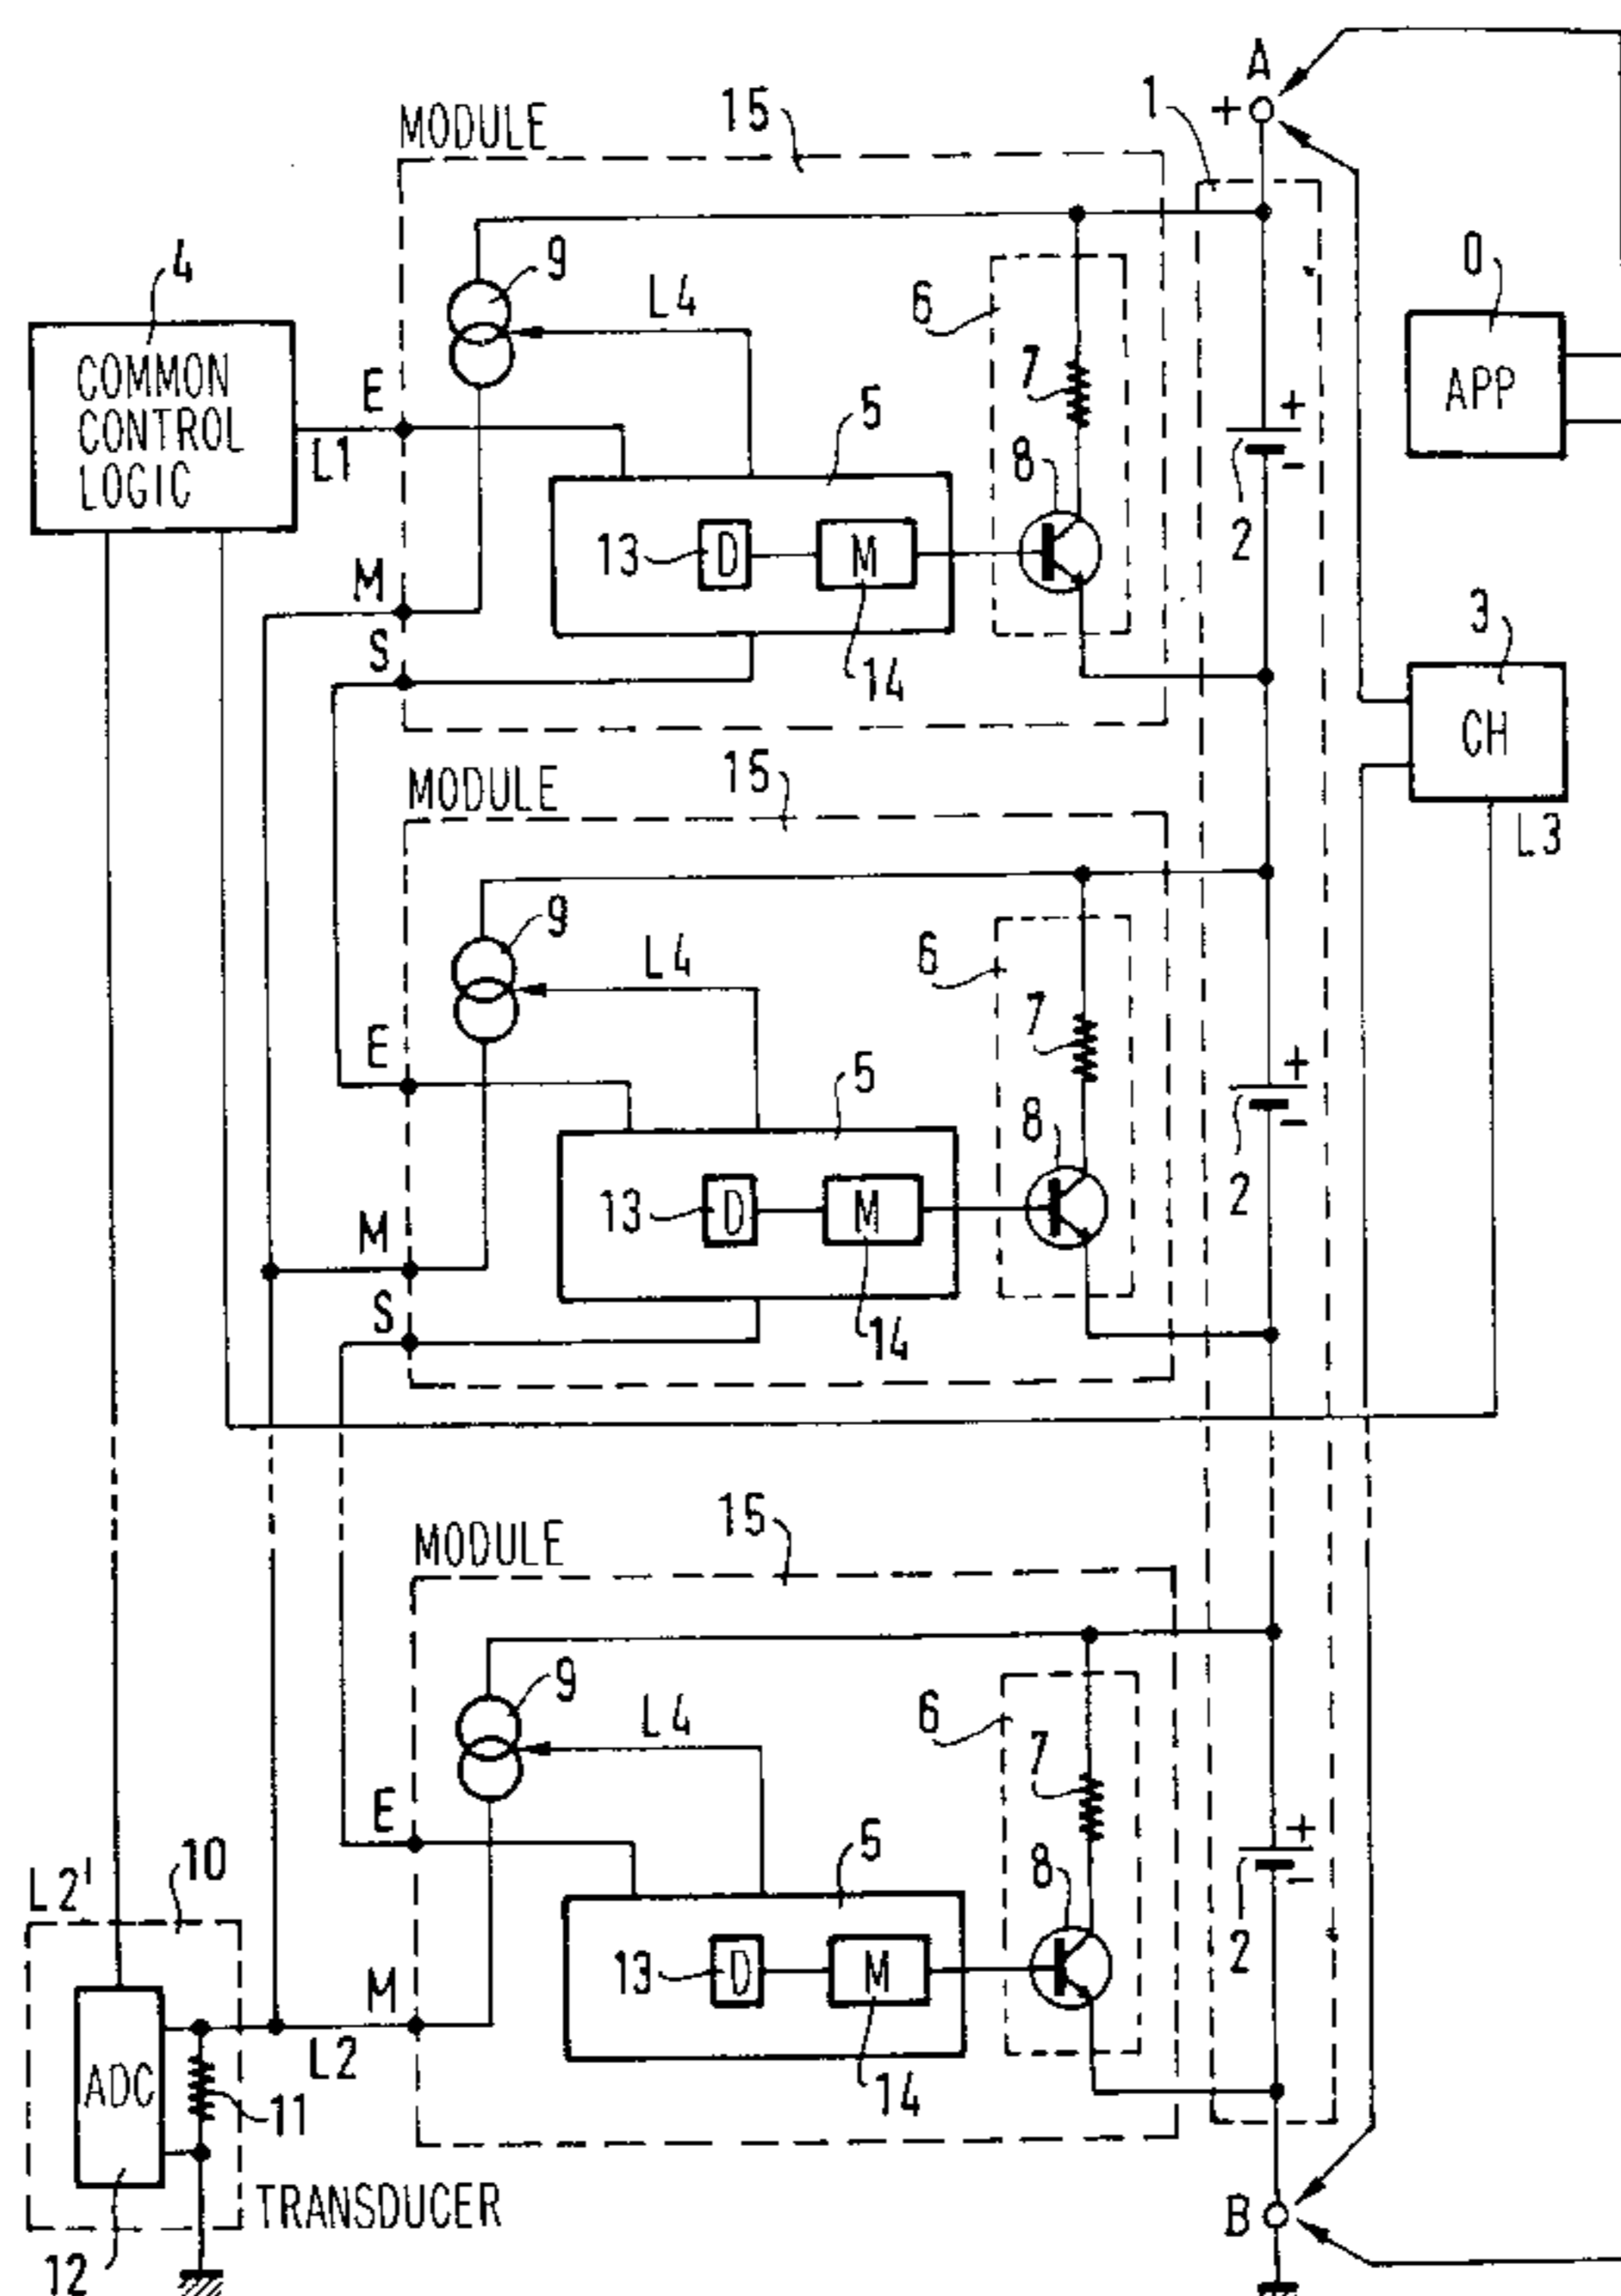 A
+
1
MODULE
15
4
9
L4
6
0
COMMON
CONTROL
LOGIC
E
L1
7
5
8
APP
+
-
2
13
D
M
M
S
14
3
CH
L3
MODULE
15
9
L4
6
7
E
5
8
+
-
2
13
D
M
M
S
14
MODULE
15
9
L4
6
7
E
5
8
+
-
2
L2'
10
13
D
M
M
L2
14
ADC
11
TRANSDUCER
12
B